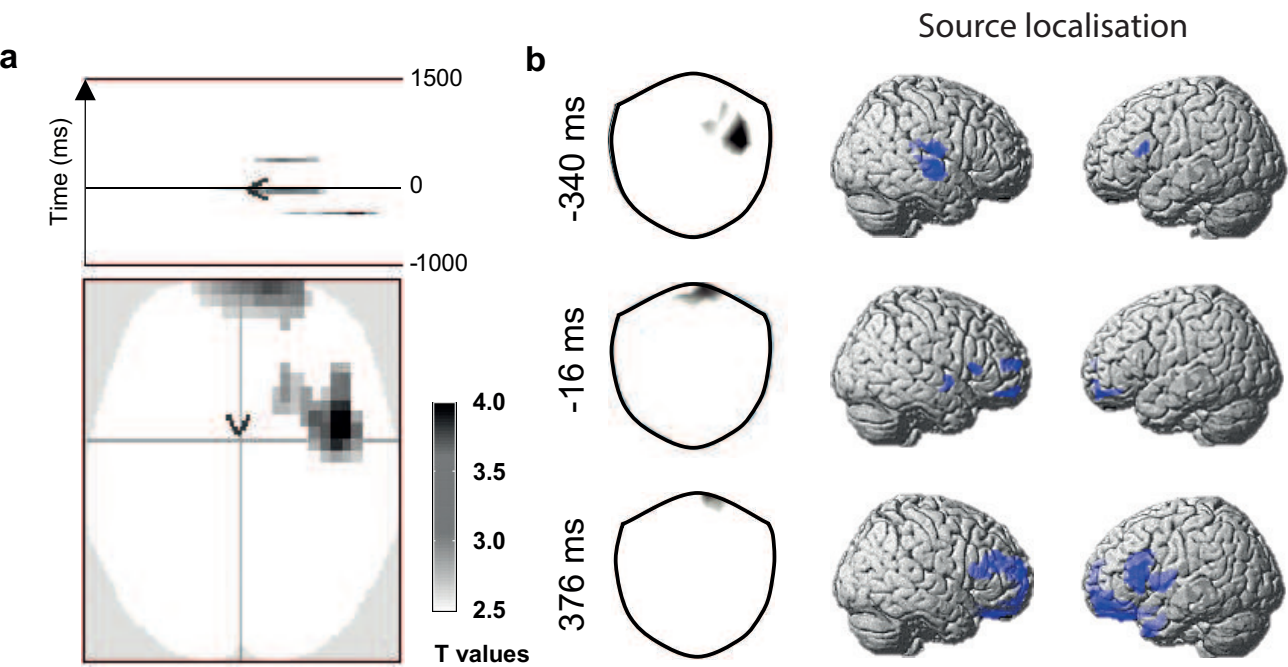 Source localisation
a
b
1500
Time (ms)
0
-1000
4.0
3.5
3.0
2.5
T values
-340 ms
-16 ms
376 ms